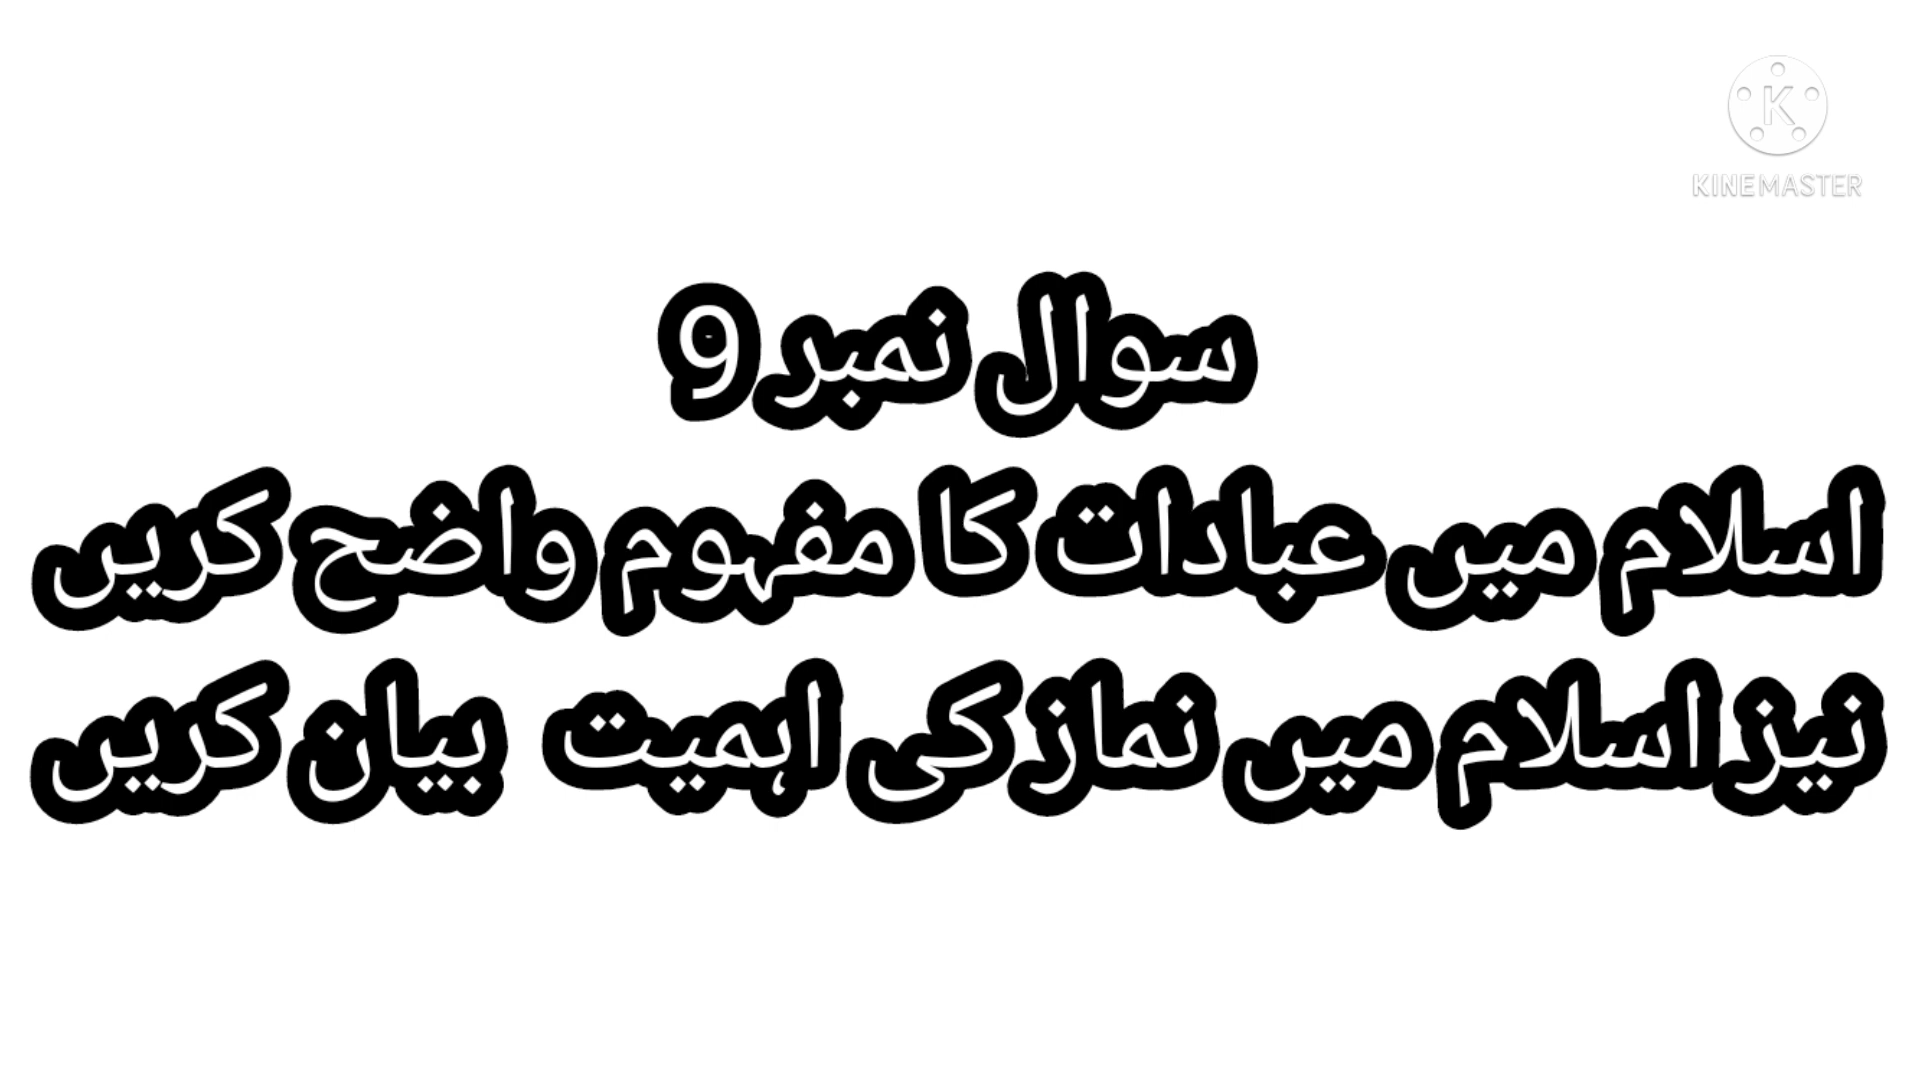 KINEMASTER
سوال نمبر 9
اسلام میں عبادات کا مفہوم واضح کریں
نیز اسلام میں نماز کی اہمیت بیان کریں